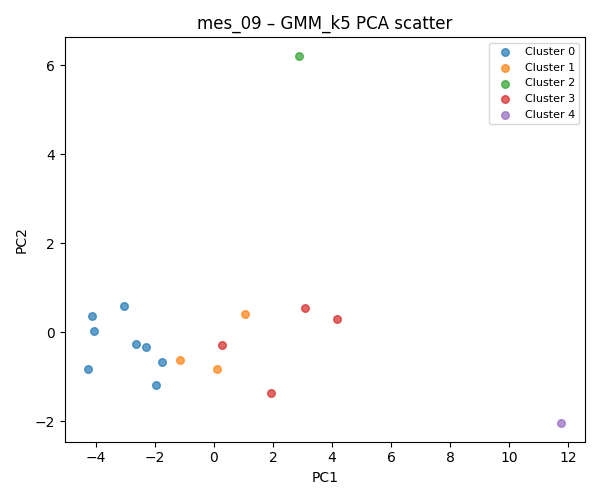 mes_09 – GMM_k5 PCA scatter
Cluster 0
Cluster 1
Cluster 2
Cluster 3
Cluster 4
PC2
6
4
2
0
−2
−4 −2 0 2 4 6 8 10 12
PC1